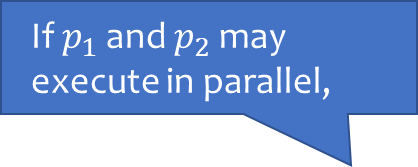 If p₁ and p₂ may
execute in parallel,